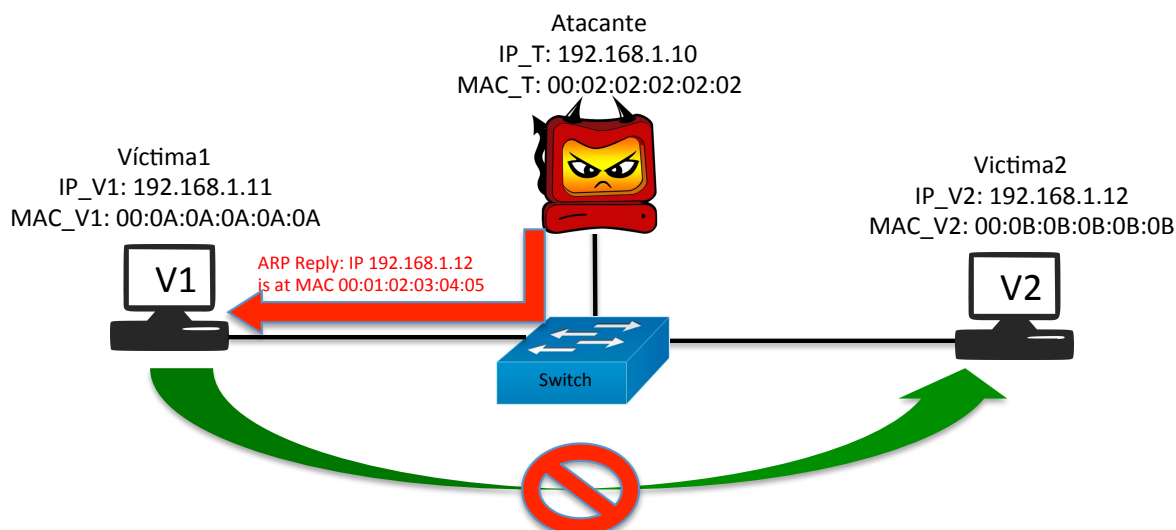 Atacante
IP_T: 192.168.1.10
MAC_T: 00:02:02:02:02:02
Víctima1
IP_V1: 192.168.1.11
MAC_V1: 00:0A:0A:0A:0A:0A
Victima2
IP_V2: 192.168.1.12
MAC_V2: 00:0B:0B:0B:0B:0B
ARP Reply: IP 192.168.1.12
is at MAC 00:01:02:03:04:05
V1
V2
Switch